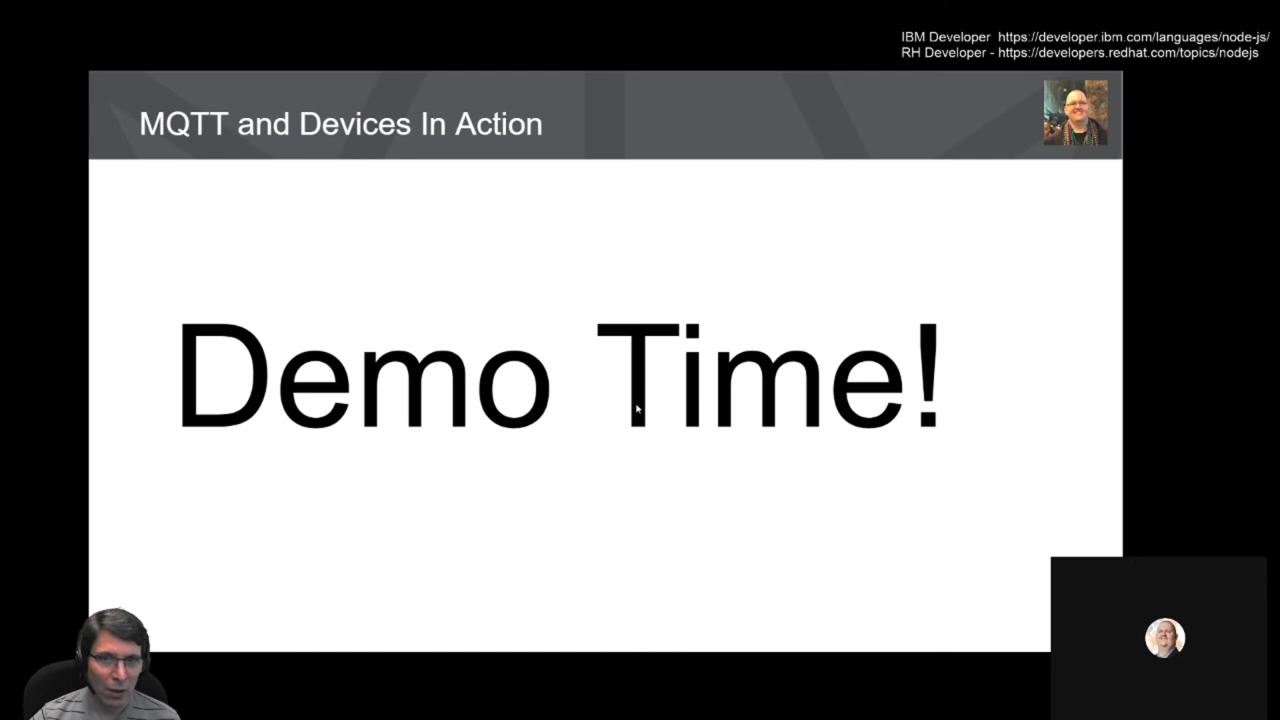 IBM Developer  https://developer.ibm.com/languages/node-js/
RH Developer - https://developers.redhat.com/topics/nodejs
MQTT and Devices In Action
Demo Time!